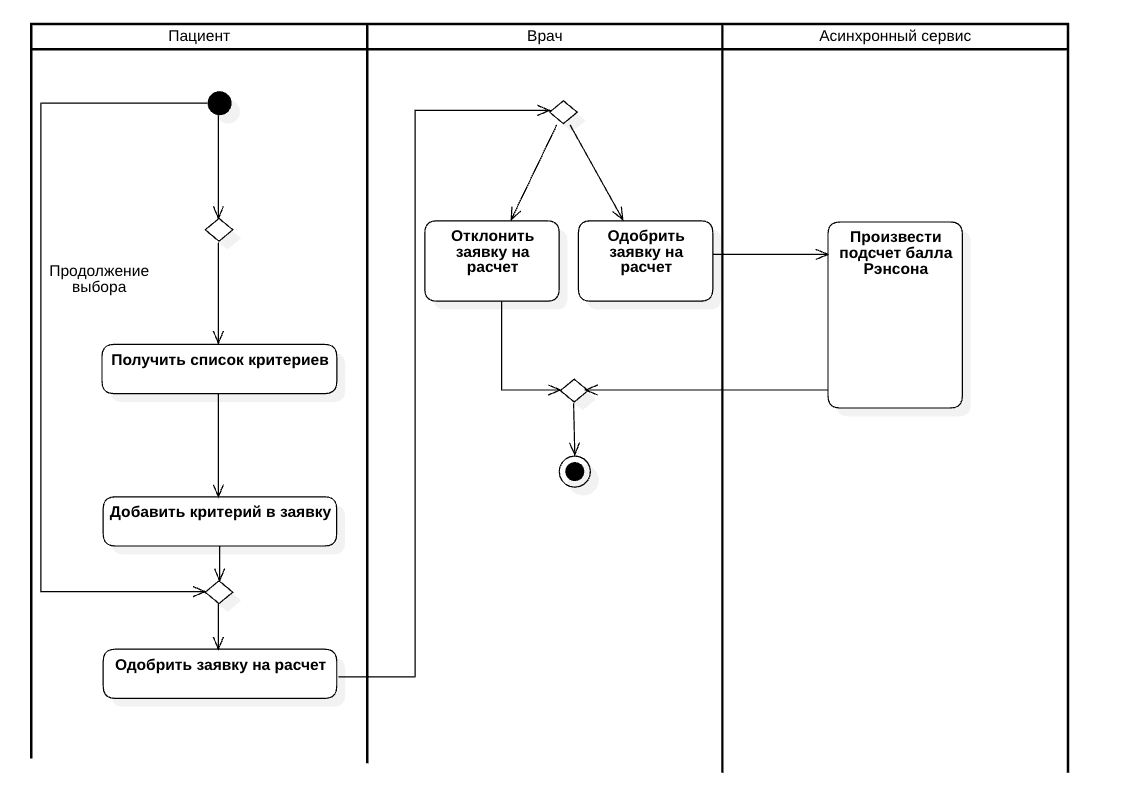 Пациент
Врач
Асинхронный сервис
Продолжение
выбора
Получить список критериев
Добавить критерий в заявку
Одобрить заявку на расчет
Отклонить
заявку на
расчет
Одобрить
заявку на
расчет
Произвести
подсчет балла
Рэнсона